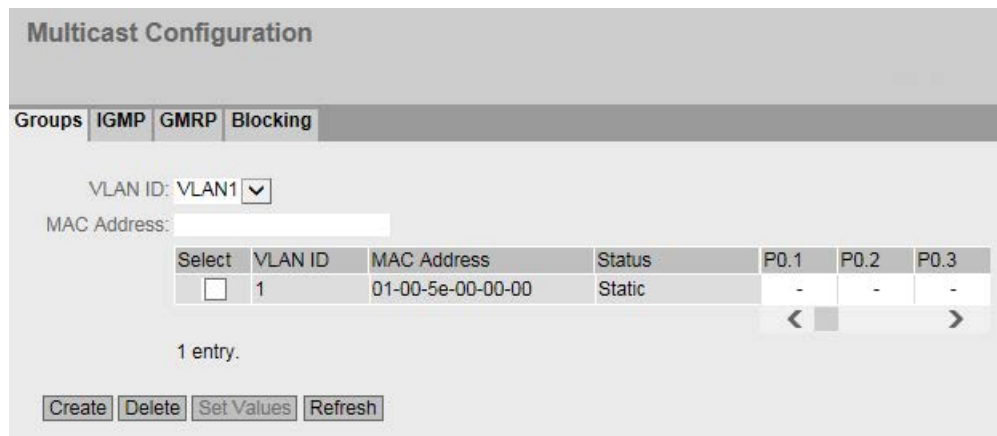 Multicast Configuration
Groups IGMP GMRP Blocking
VLAN ID: VLAN1
MAC Address:
Select VLAN ID MAC Address Status P0.1 P0.2 P0.3
1 01-00-5e-00-00-00 Static - - -
1 entry.
Create Delete Set Values Refresh